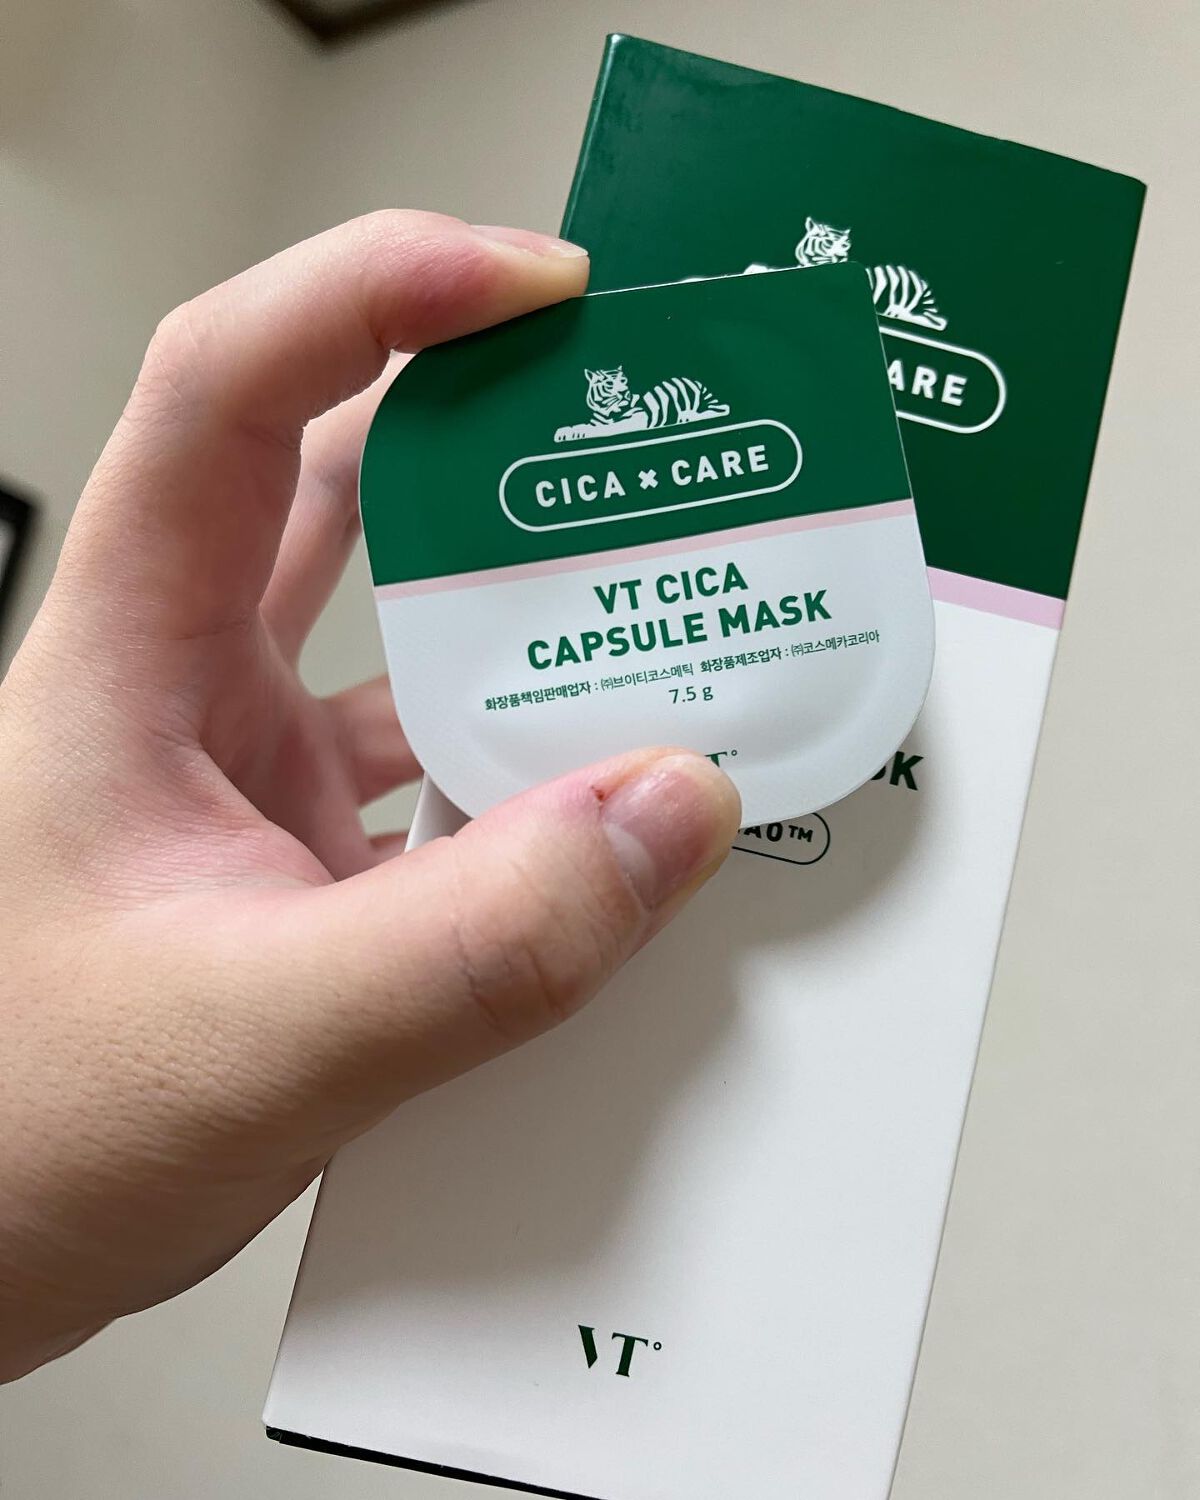 CICA × CARE
VT CICA
CAPSULE MASK
화장품책임판매업자 : ㈜브이티코스메틱 화장품제조업자 : ㈜코스메카코리아
7.5 g
VT